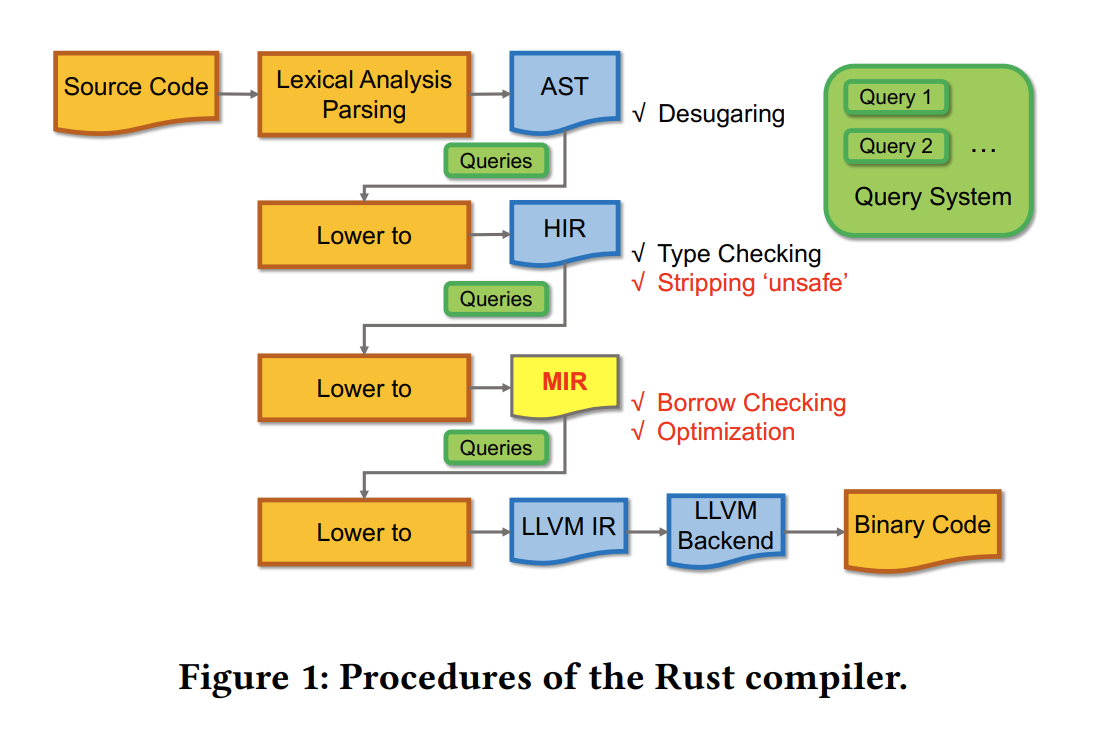 Source Code
Lexical Analysis
Parsing
AST
√ Desugaring
Query 1
Query 2 …
Query System
Queries
Lower to
HIR
√ Type Checking
√ Stripping ‘unsafe’
Queries
Lower to
MIR
√ Borrow Checking
√ Optimization
Queries
Lower to
LLVM IR
LLVM
Backend
Binary Code
Figure 1: Procedures of the Rust compiler.